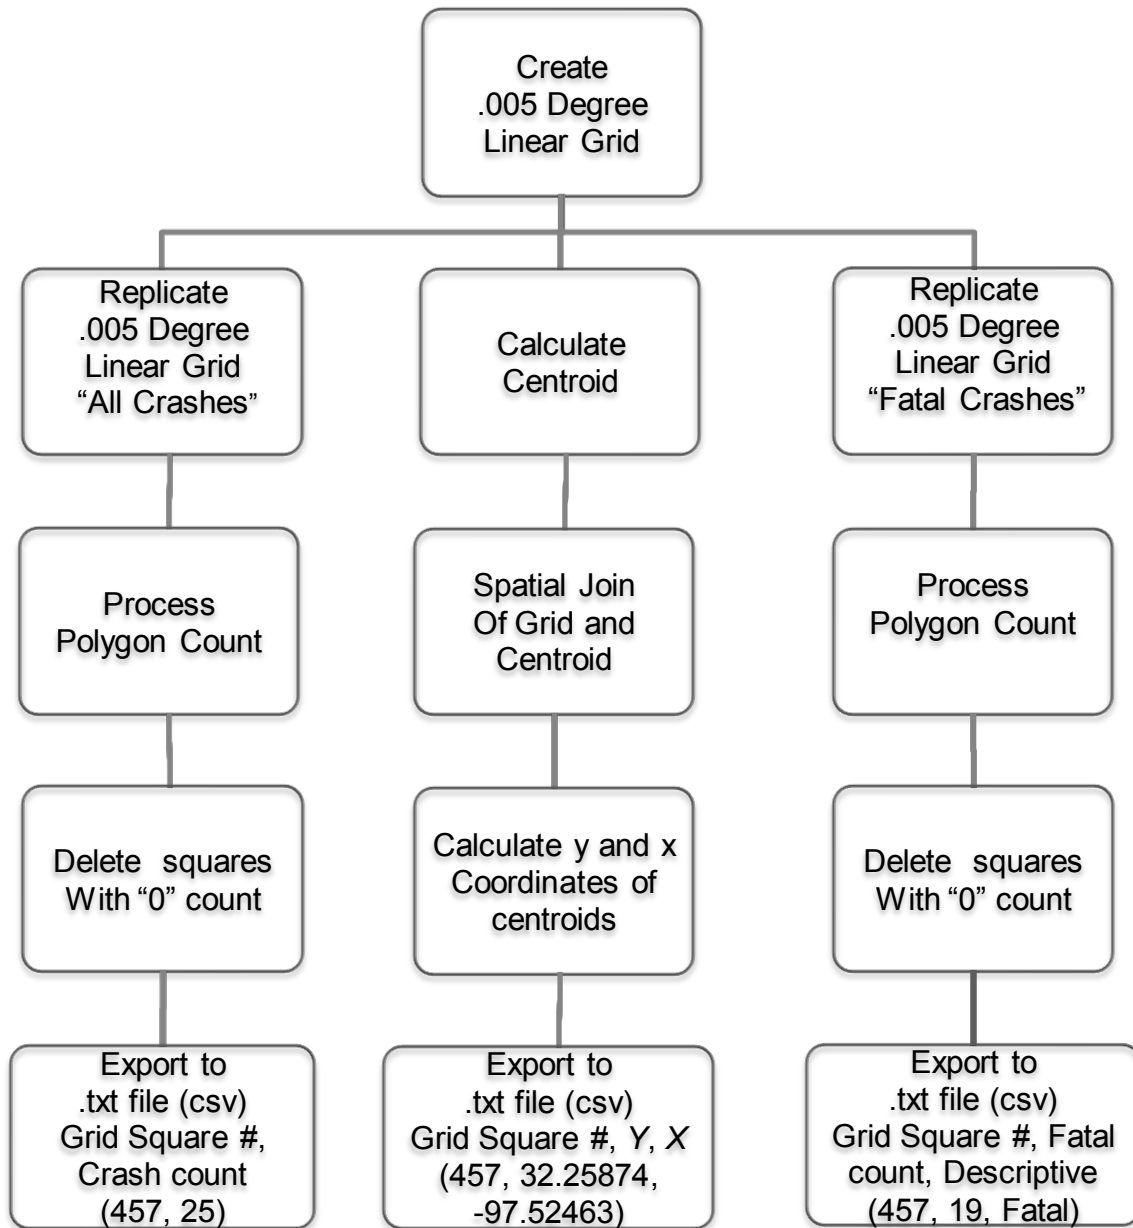 Create
.005 Degree
Linear Grid
Replicate
.005 Degree
Linear Grid
“All Crashes”
Calculate
Centroid
Replicate
.005 Degree
Linear Grid
“Fatal Crashes”
Process
Polygon Count
Spatial Join
Of Grid and
Centroid
Process
Polygon Count
Delete squares
With “0” count
Calculate y and x
Coordinates of
centroids
Delete squares
With “0” count
Export to
.txt file (csv)
Grid Square #,
Crash count
(457, 25)
Export to
.txt file (csv)
Grid Square #, Y, X
(457, 32.25874,
-97.52463)
Export to
.txt file (csv)
Grid Square #, Fatal
count, Descriptive
(457, 19, Fatal)